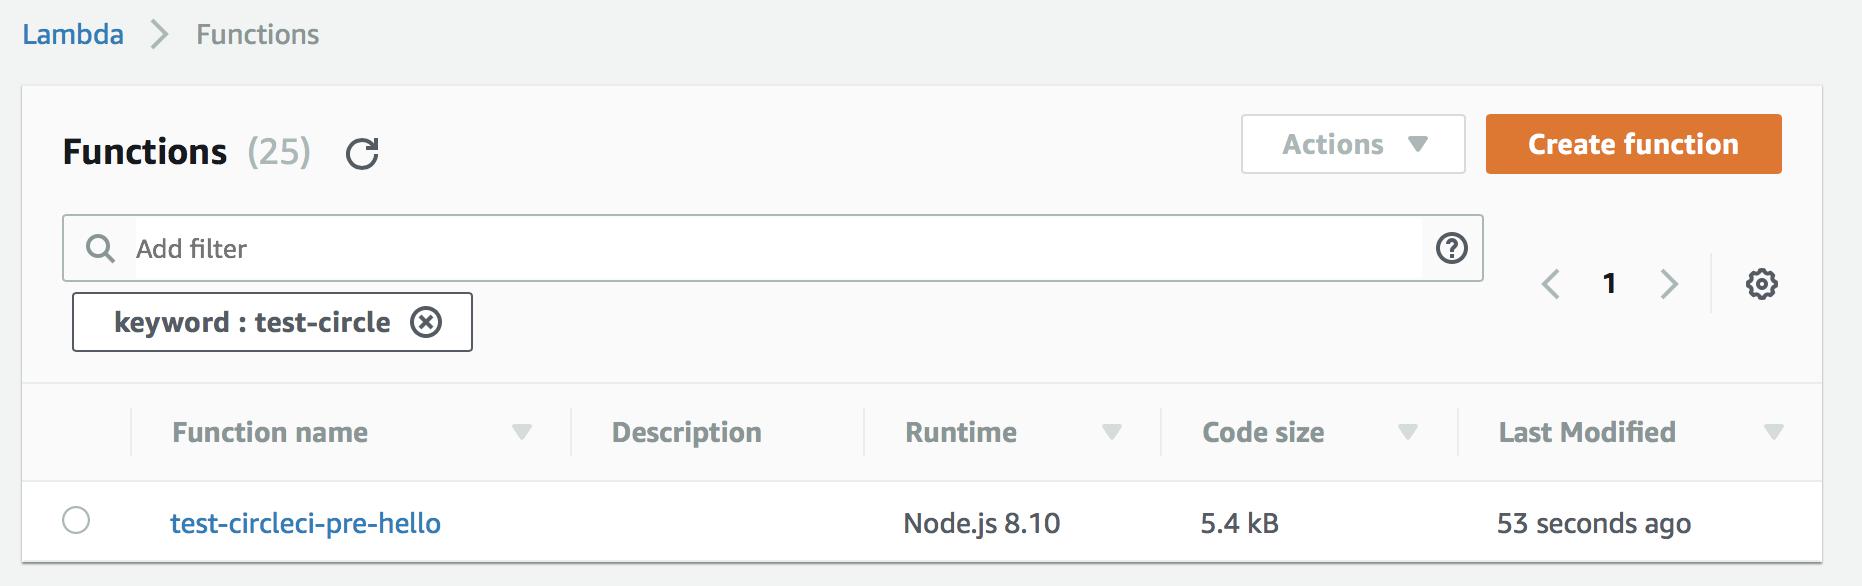 Lambda Functions
Functions (25)
Actions
Create function
Add filter
1
keyword : test-circle
Function name Description Runtime Code size Last Modified
test-circleci-pre-hello Node.js 8.10 5.4 kB 53 seconds ago